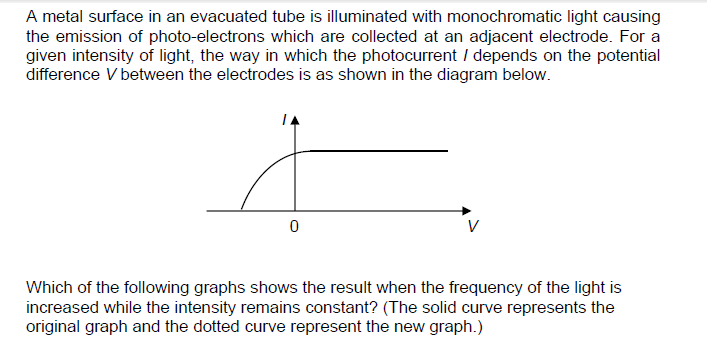 A metal surface in an evacuated tube is illuminated with monochromatic light causing
the emission of photo-electrons which are collected at an adjacent electrode. For a
given intensity of light, the way in which the photocurrent I depends on the potential
difference V between the electrodes is as shown in the diagram below.
I
0
V
Which of the following graphs shows the result when the frequency of the light is
increased while the intensity remains constant? (The solid curve represents the
original graph and the dotted curve represent the new graph.)